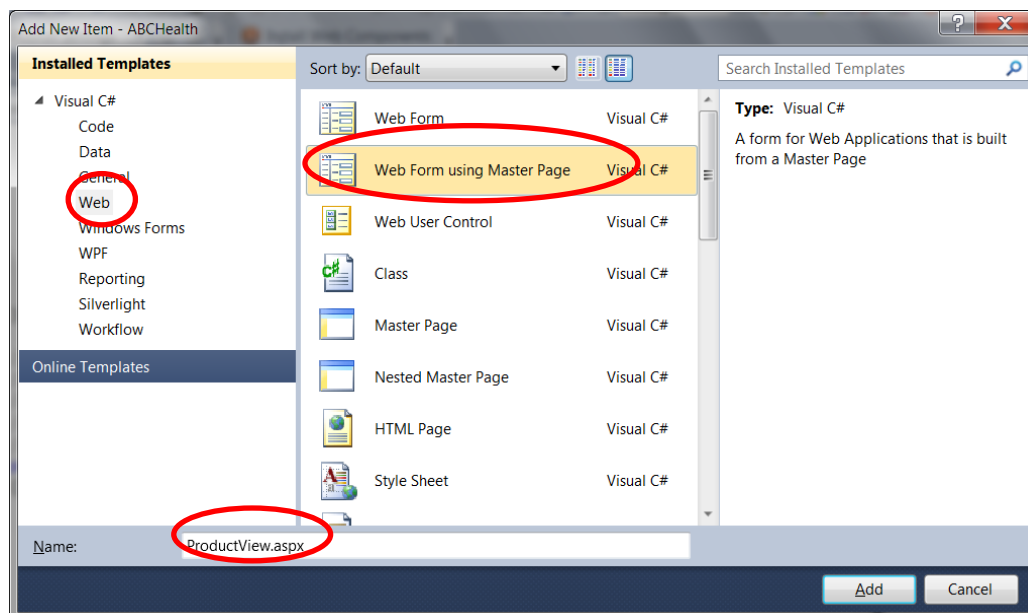 Add New Item - ABCHealth
Installed Templates
Sort by: Default
Search Installed Templates
Visual C#
Code
Data
General
Web
Windows Forms
WPF
Reporting
Silverlight
Workflow
Online Templates
Web Form Visual C#
Web Form using Master Page Visual C#
Web User Control Visual C#
Class Visual C#
Master Page Visual C#
Nested Master Page Visual C#
HTML Page Visual C#
Style Sheet Visual C#
Type: Visual C#
A form for Web Applications that is built
from a Master Page
Name: ProductView.aspx
Add Cancel